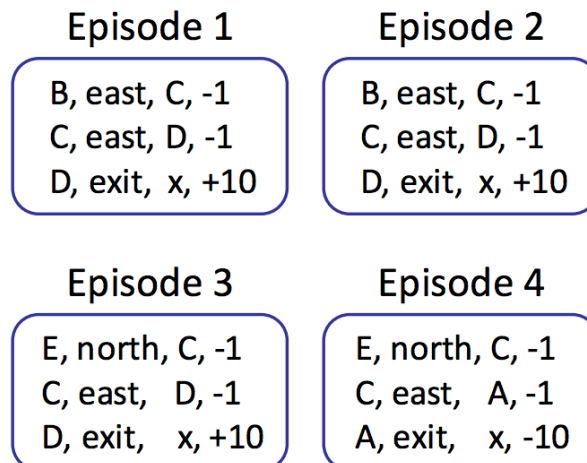 Episode 1
B, east, C, -1
C, east, D, -1
D, exit, x, +10
Episode 2
B, east, C, -1
C, east, D, -1
D, exit, x, +10
Episode 3
E, north, C, -1
C, east, D, -1
D, exit, x, +10
Episode 4
E, north, C, -1
C, east, A, -1
A, exit, x, -10